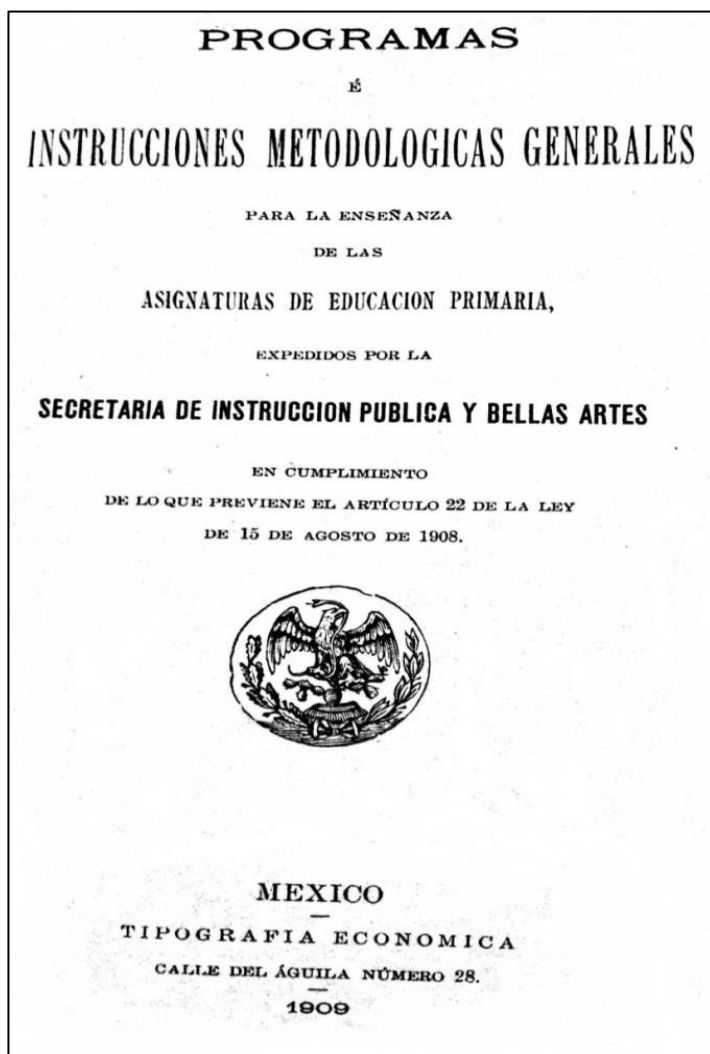 PROGRAMAS
É
INSTRUCCIONES METODOLOGICAS GENERALES
PARA LA ENSEÑANZA
DE LAS
ASIGNATURAS DE EDUCACION PRIMARIA,
EXPEDIDOS POR LA
SECRETARIA DE INSTRUCCION PUBLICA Y BELLAS ARTES
EN CUMPLIMIENTO
DE LO QUE PREVIENE EL ARTÍCULO 22 DE LA LEY
DE 15 DE AGOSTO DE 1908.
MEXICO
TIPOGRAFIA ECONOMICA
CALLE DEL ÁGUILA NÚMERO 28.
1909